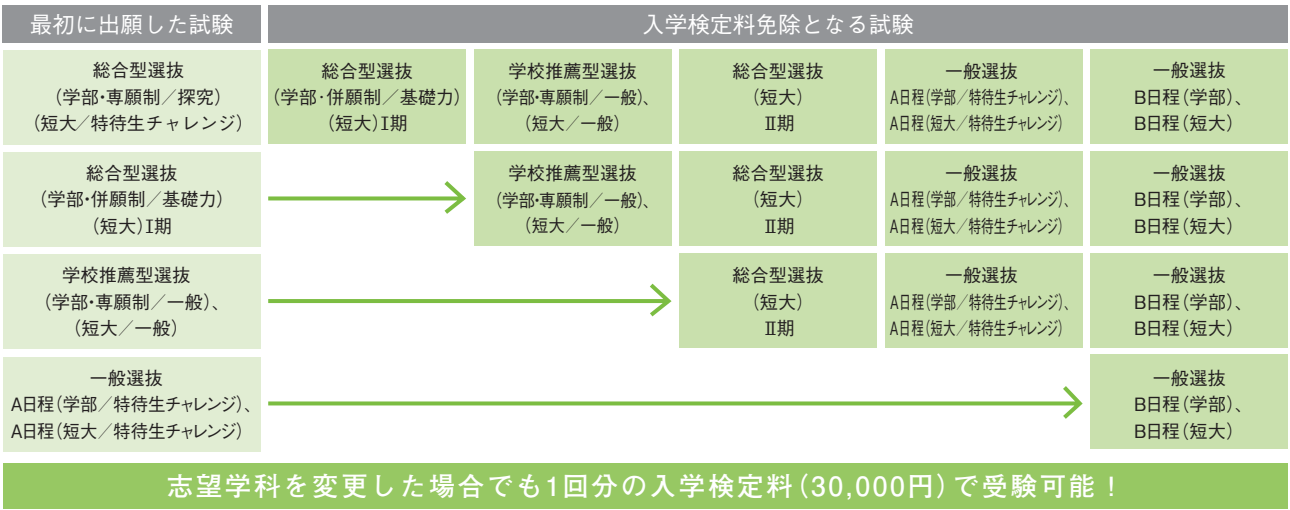 最初に出願した試験
入学検定料免除となる試験
総合型選抜
(学部・専願制／探究)
(短大／特待生チャレンジ)
総合型選抜
(学部・併願制／基礎力)
(短大)Ⅰ期
学校推薦型選抜
(学部・専願制／一般)、
(短大／一般)
総合型選抜
(短大)
Ⅱ期
一般選抜
A日程(学部／特待生チャレンジ)、
A日程(短大／特待生チャレンジ)
一般選抜
B日程(学部)、
B日程(短大)
総合型選抜
(学部・併願制／基礎力)
(短大)Ⅰ期
学校推薦型選抜
(学部・専願制／一般)、
(短大／一般)
総合型選抜
(短大)
Ⅱ期
一般選抜
A日程(学部／特待生チャレンジ)、
A日程(短大／特待生チャレンジ)
一般選抜
B日程(学部)、
B日程(短大)
学校推薦型選抜
(学部・専願制／一般)、
(短大／一般)
総合型選抜
(短大)
Ⅱ期
一般選抜
A日程(学部／特待生チャレンジ)、
A日程(短大／特待生チャレンジ)
一般選抜
B日程(学部)、
B日程(短大)
一般選抜
A日程(学部／特待生チャレンジ)、
A日程(短大／特待生チャレンジ)
一般選抜
B日程(学部)、
B日程(短大)
志望学科を変更した場合でも1回分の入学検定料(30,000円)で受験可能！